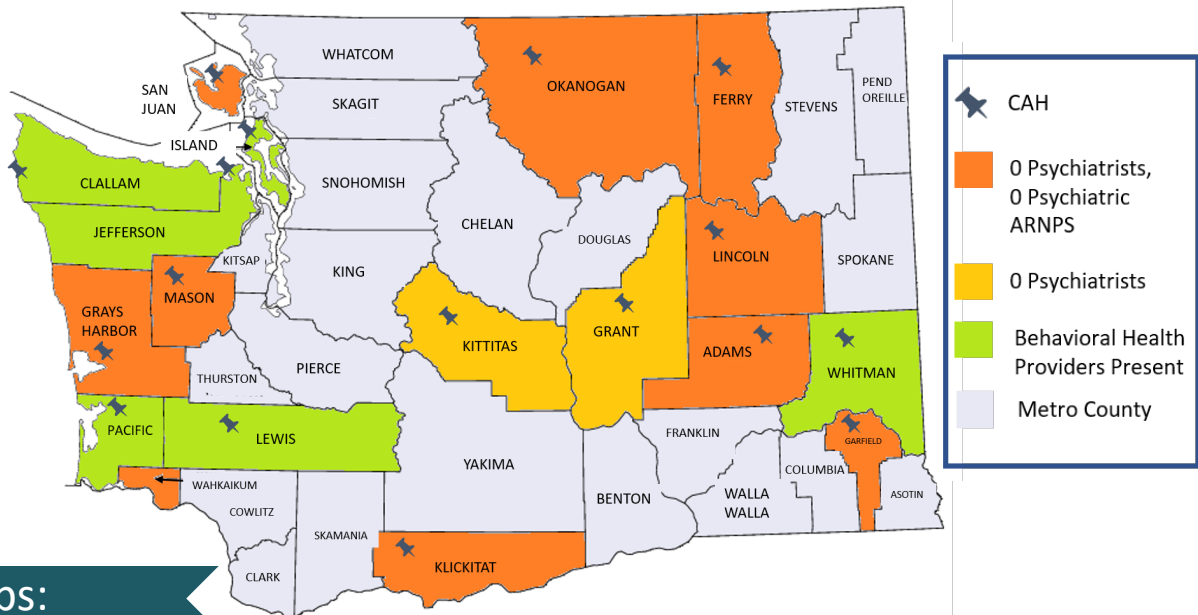 WHATCOM
OKANOGAN
FERRY
STEVENS
PEND
OREILLE
SAN
JUAN
SKAGIT
ISLAND
CLALLAM
SNOHOMISH
CHELAN
DOUGLAS
JEFFERSON
KITSAP
KING
LINCOLN
SPOKANE
MASON
GRAYS
HARBOR
KITTITAS
GRANT
ADAMS
WHITMAN
THURSTON
PIERCE
PACIFIC
LEWIS
YAKIMA
FRANKLIN
GARFIELD
WAHKAIKUM
COLUMBIA
ASOTIN
COWLITZ
BENTON
WALLA
WALLA
SKAMANIA
CLARK
KLICKITAT
CAH
0 Psychiatrists,
0 Psychiatric
ARNPS
0 Psychiatrists
Behavioral Health
Providers Present
Metro County
ps: